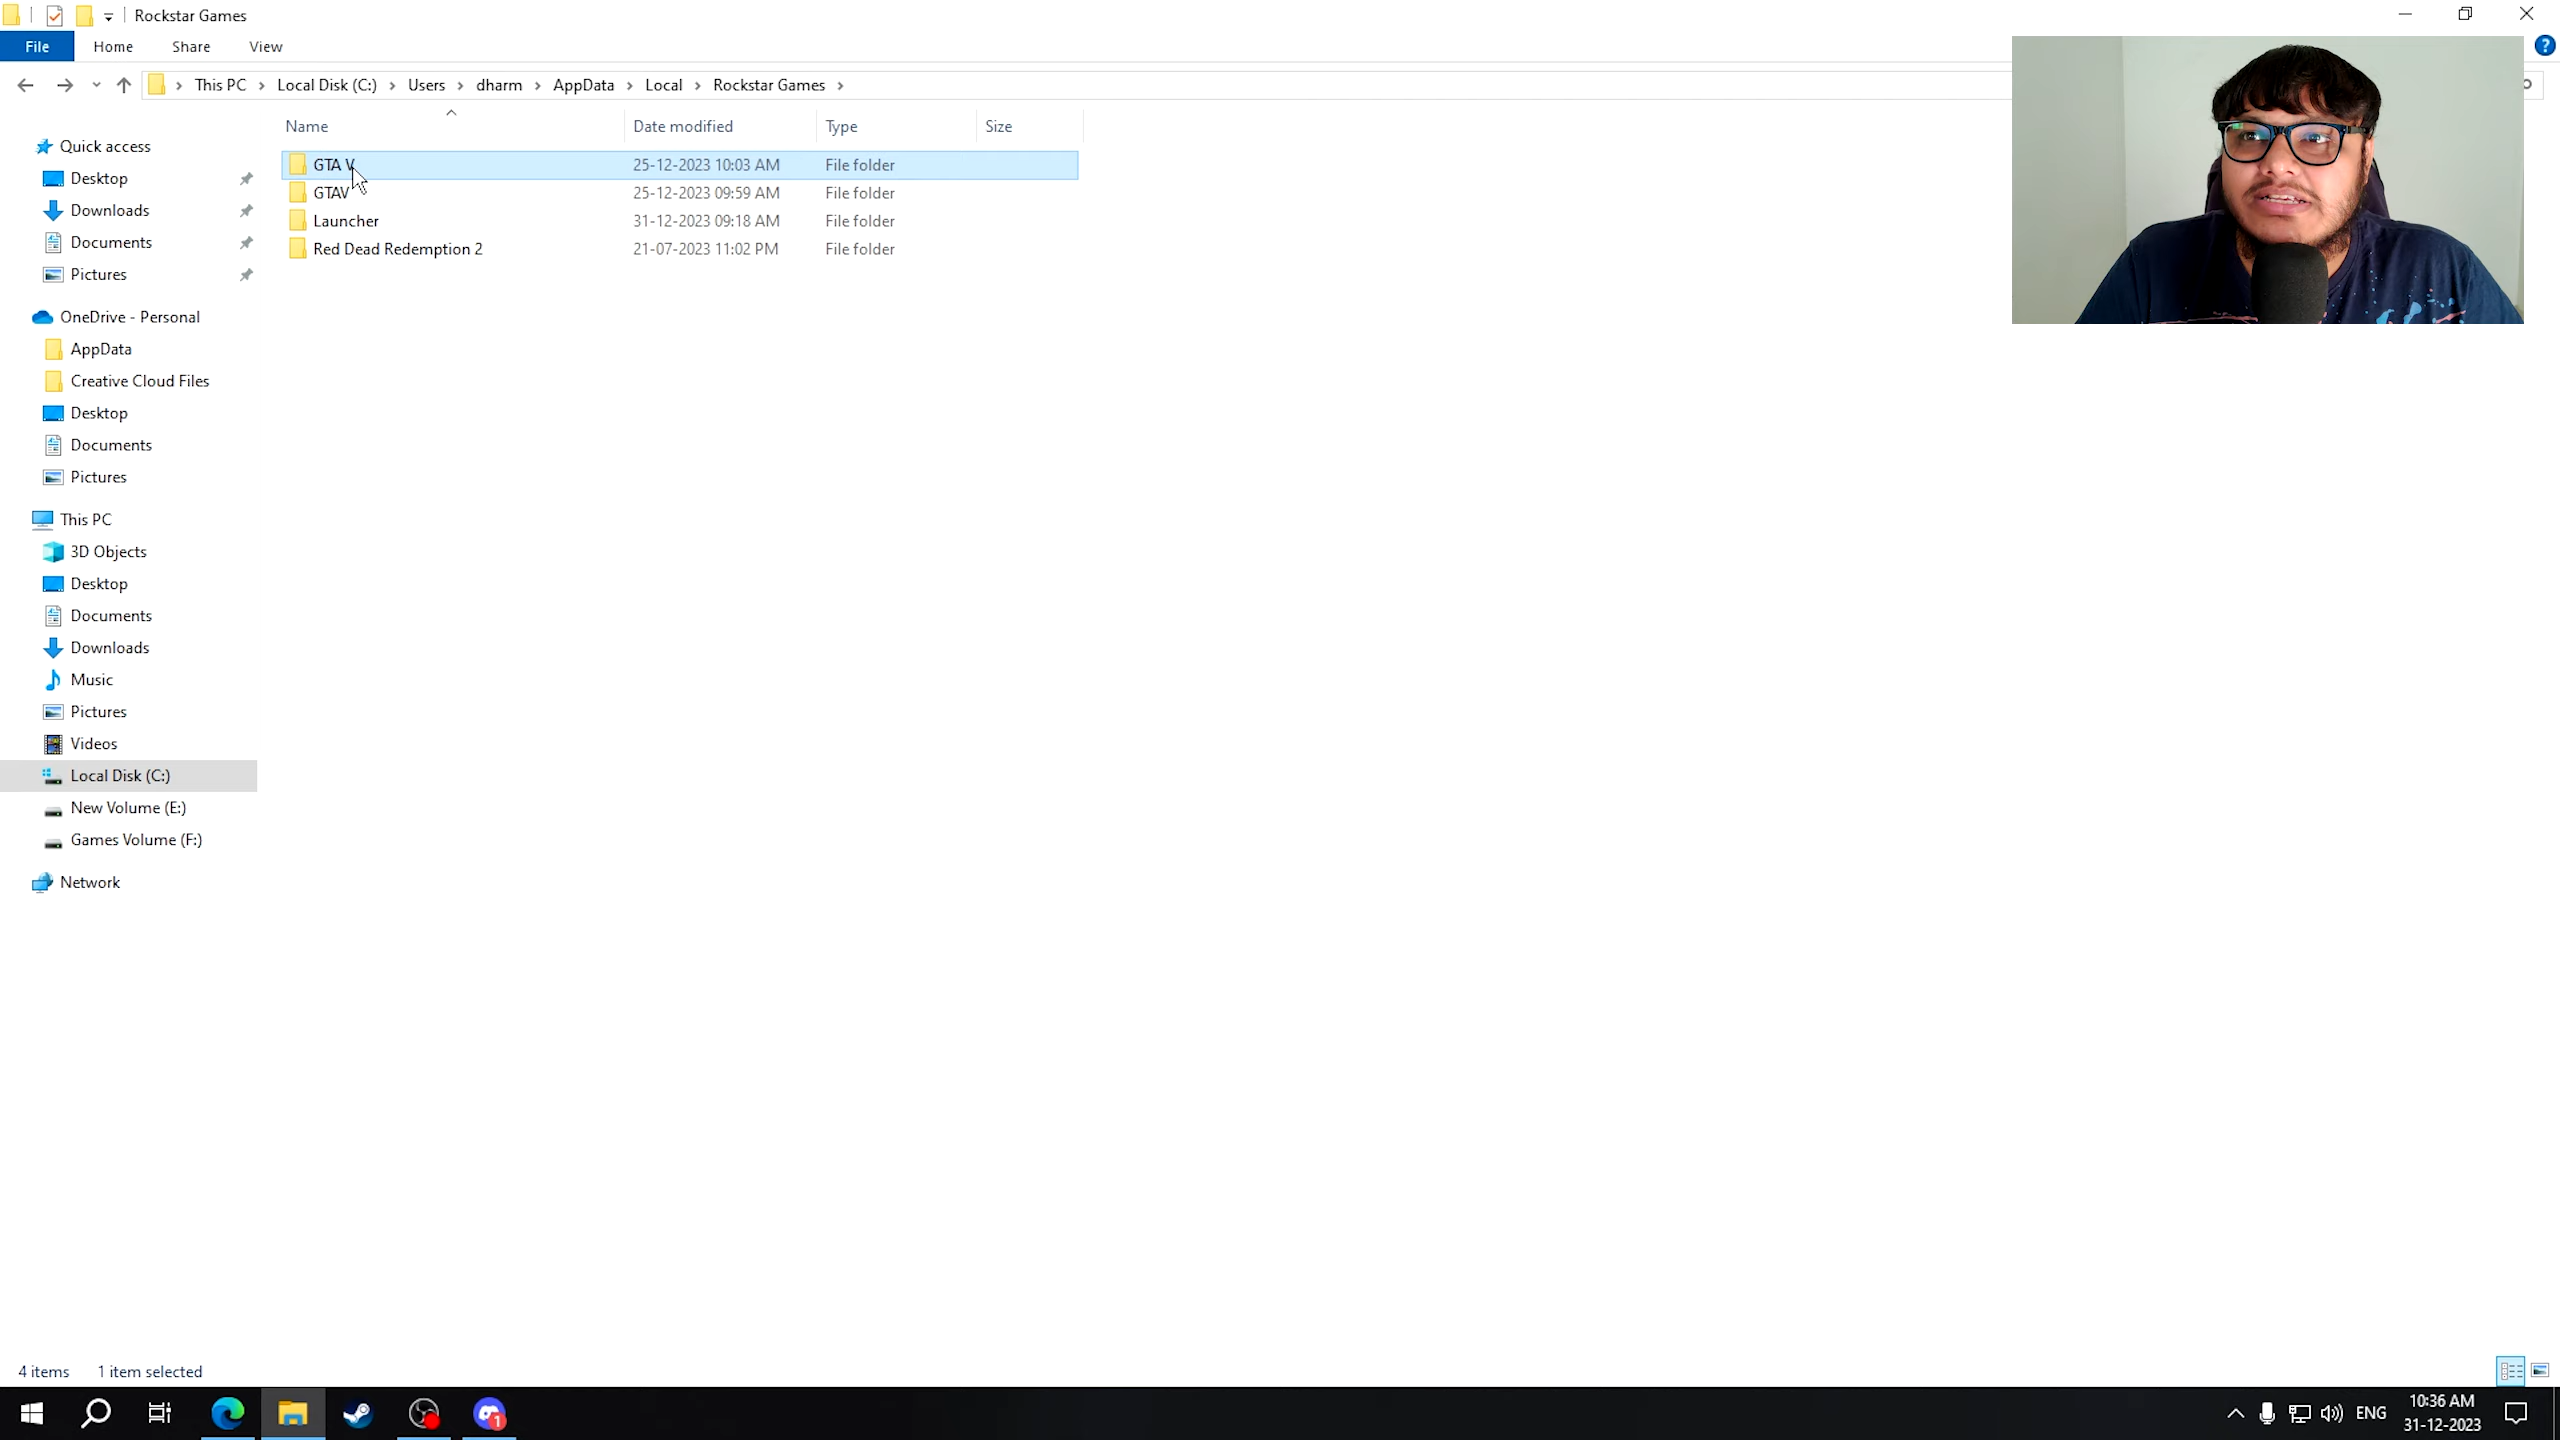 Rockstar Games
File Home Share View
This PC Local Disk (C:) Users dharm AppData Local Rockstar Games
Name Date modified Type Size
GTA V 25-12-2023 10:03 AM File folder
GTAV 25-12-2023 09:59 AM File folder
Launcher 31-12-2023 09:18 AM File folder
Red Dead Redemption 2 21-07-2023 11:02 PM File folder
Quick access
Desktop
Downloads
Documents
Pictures
OneDrive - Personal
AppData
Creative Cloud Files
Desktop
Documents
Pictures
This PC
3D Objects
Desktop
Documents
Downloads
Music
Pictures
Videos
Local Disk (C:)
New Volume (E:)
Games Volume (F:)
Network
4 items 1 item selected
1
ENG
10:36 AM
31-12-2023